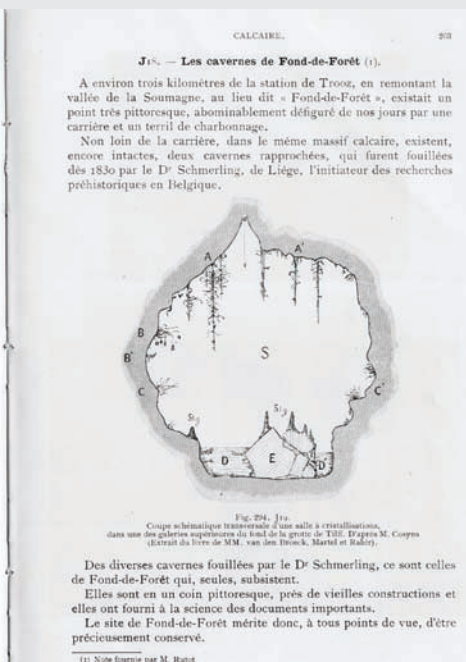 CALCAIRE. 203
J18. — Les cavernes de Fond-de-Forêt (1).
A environ trois kilomètres de la station de Trooz, en remontant la
vallée de la Soumagne, au lieu dit « Fond-de-Forêt », existait un
point très pittoresque, abominablement défiguré de nos jours par une
carrière et un terril de charbonnage.
Non loin de la carrière, dans le même massif calcaire, existent,
encore intactes, deux cavernes rapprochées, qui furent fouillées
dès 1830 par le Dr Schmerling, de Liége, l'initiateur des recherches
préhistoriques en Belgique.
A A'
B
B'
S
C C'
St,3 St,3
D E D'
Fig. 294. J19.
Coupe schématique transversale d'une salle à cristallisations,
dans une des galeries supérieures du fond de la grotte de Tilff. D'après M. Cosyns
(Extrait du livre de MM. van den Broeck, Martel et Rahir).
Des diverses cavernes fouillées par le Dr Schmerling, ce sont celles
de Fond-de-Forêt qui, seules, subsistent.
Elles sont en un coin pittoresque, près de vieilles constructions et
elles ont fourni à la science des documents importants.
Le site de Fond-de-Forêt mérite donc, à tous points de vue, d'être
précieusement conservé.
(1) Note fournie par M. Rutot